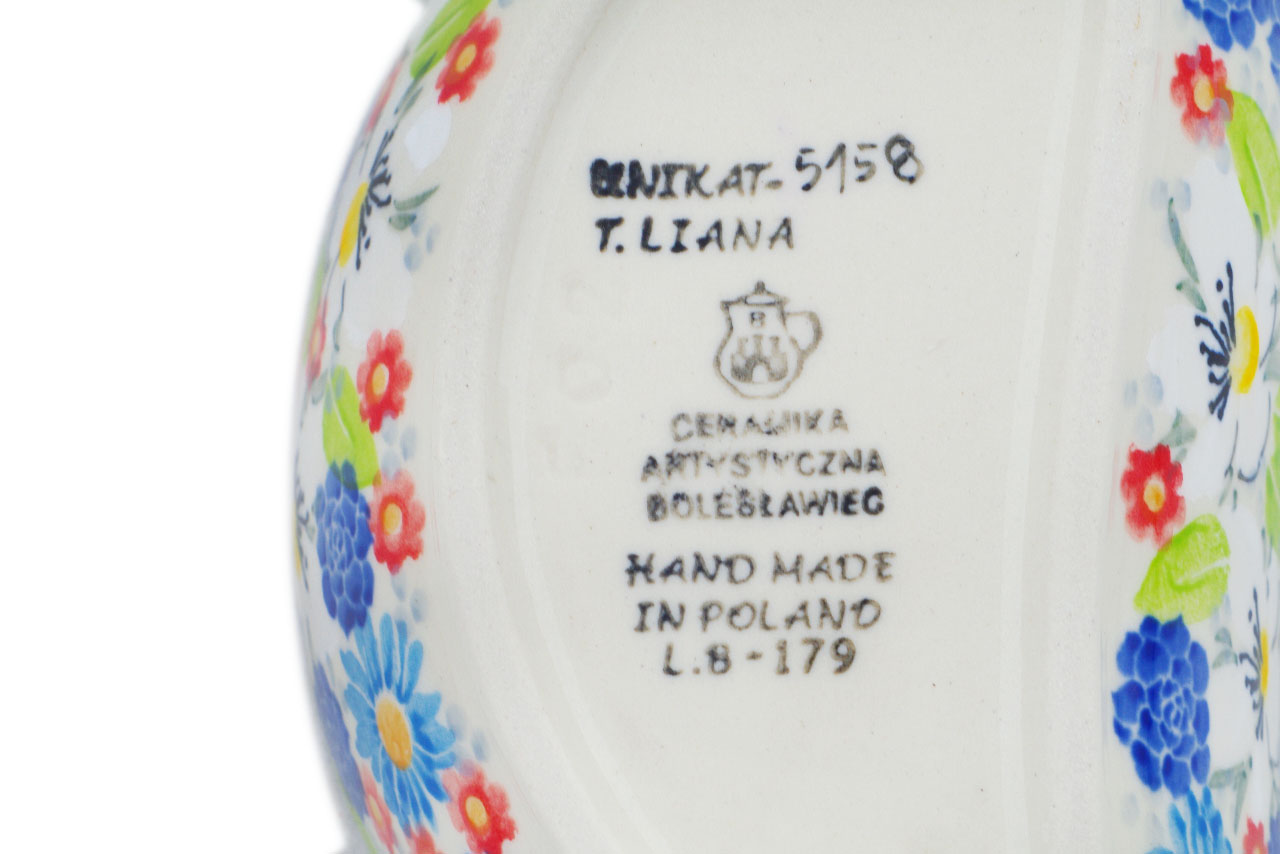 UNIKAT-5158
T. LIANA
B
CERAMIKA
ARTYSTYCZNA
BOLESŁAWIEC
HAND MADE
IN POLAND
L.B-179